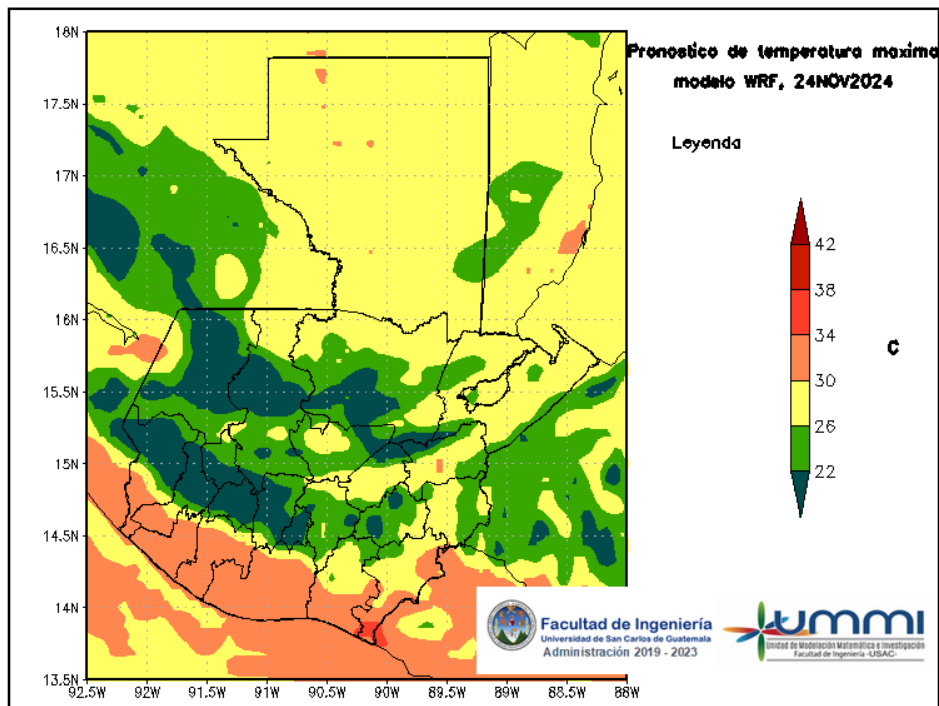 Pronostico de temperatura maxima
modelo WRF, 24NOV2024
Leyenda
42
38
34
30
26
22
C
18N
17.5N
17N
16.5N
16N
15.5N
15N
14.5N
14N
13.5N
92.5W 92W 91.5W 91W 90.5W 90W 89.5W 89W 88.5W 88W
Facultad de Ingeniería
Universidad de San Carlos de Guatemala
Administración 2019 - 2023
UMMI
Unidad de Modelación Matemática e Investigación
Facultad de Ingeniería -USAC-